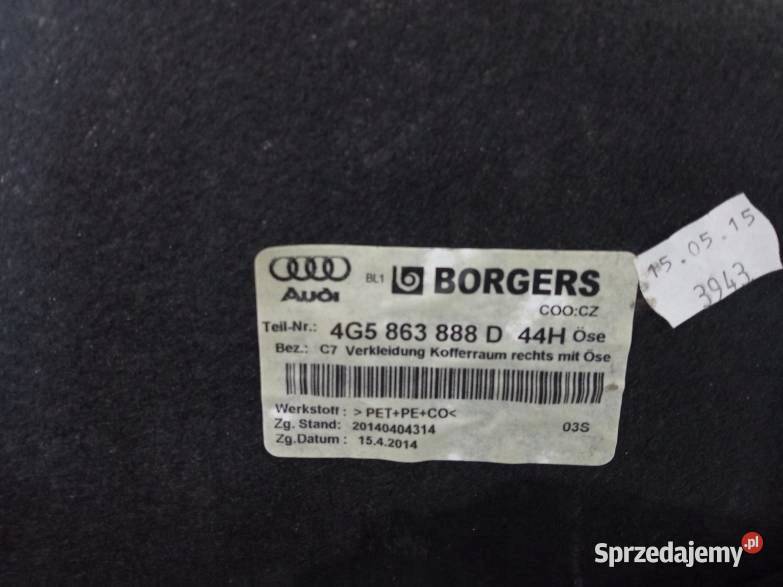 Audi BL1 BORGERS
COO:CZ
Teil-Nr.: 4G5 863 888 D 44H Öse
Bez.: C7 Verkleidung Kofferraum rechts mit Öse
Werkstoff : > PET+PE+CO<
Zg. Stand: 20140404314 03S
Zg.Datum : 15.4.2014
15.05.15
3943
Sprzedajemy.pl